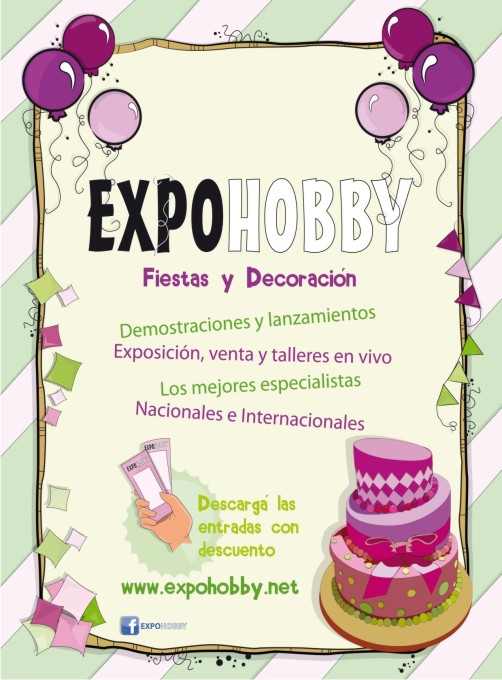 EXPOHOBBY
Fiestas y Decoración
Demostraciones y lanzamientos
Exposición, venta y talleres en vivo
Los mejores especialistas
Nacionales e Internacionales
EXPOHOBBY
Descargá las
entradas con
descuento
www.expohobby.net
f EXPOHOBBY